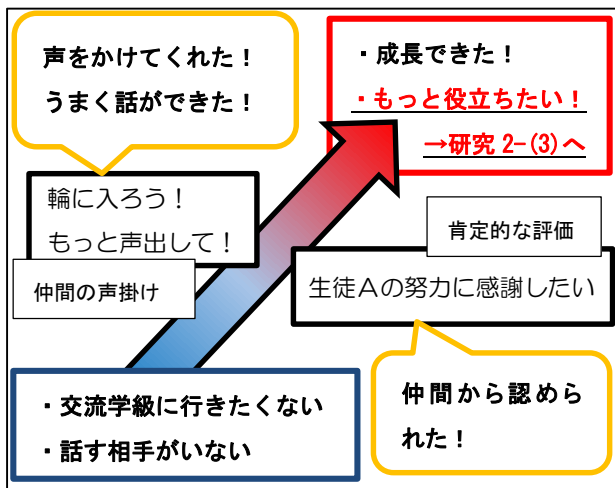 声をかけてくれた！
うまく話ができた！
・成長できた！
・もっと役立ちたい！
→研究 2-(3)へ
輪に入ろう！
もっと声出して！
仲間の声掛け
肯定的な評価
生徒Ａの努力に感謝したい
・交流学級に行きたくない
・話す相手がいない
仲間から認めら
れた！